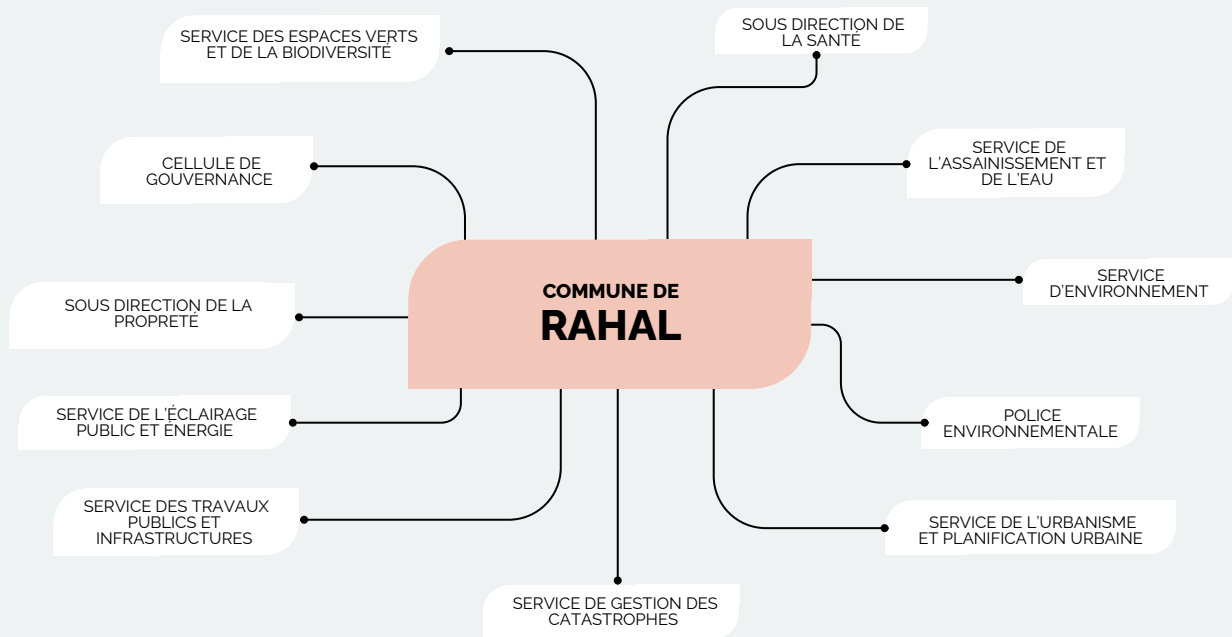 SERVICE DES ESPACES VERTS
ET DE LA BIODIVERSITÉ
SOUS DIRECTION DE
LA SANTÉ
CELLULE DE
GOUVERNANCE
SERVICE DE
L'ASSAINISSEMENT ET
DE L'EAU
SOUS DIRECTION DE LA
PROPRETÉ
COMMUNE DE
RAHAL
SERVICE
D'ENVIRONNEMENT
SERVICE DE L'ÉCLAIRAGE
PUBLIC ET ÉNERGIE
POLICE
ENVIRONNEMENTALE
SERVICE DES TRAVAUX
PUBLICS ET
INFRASTRUCTURES
SERVICE DE L'URBANISME
ET PLANIFICATION URBAINE
SERVICE DE GESTION DES
CATASTROPHES